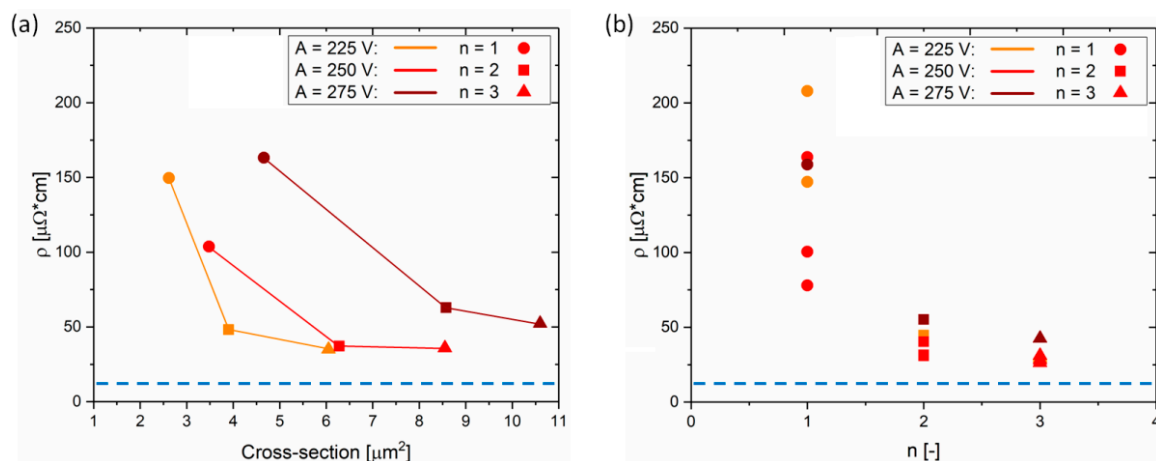 (a)
250
200
150
100
50
0
ρ [μΩ*cm]
A = 225 V: n = 1
A = 250 V: n = 2
A = 275 V: n = 3
1 2 3 4 5 6 7 8 9 10 11
Cross-section [μm²]
(b)
250
200
150
100
50
0
ρ [μΩ*cm]
A = 225 V: n = 1
A = 250 V: n = 2
A = 275 V: n = 3
0 1 2 3 4
n [-]